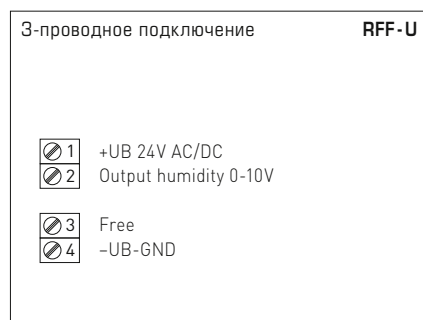 3-проводное подключение RFF-U
1 +UB 24V AC/DC
2 Output humidity 0-10V
3 Free
4 –UB-GND